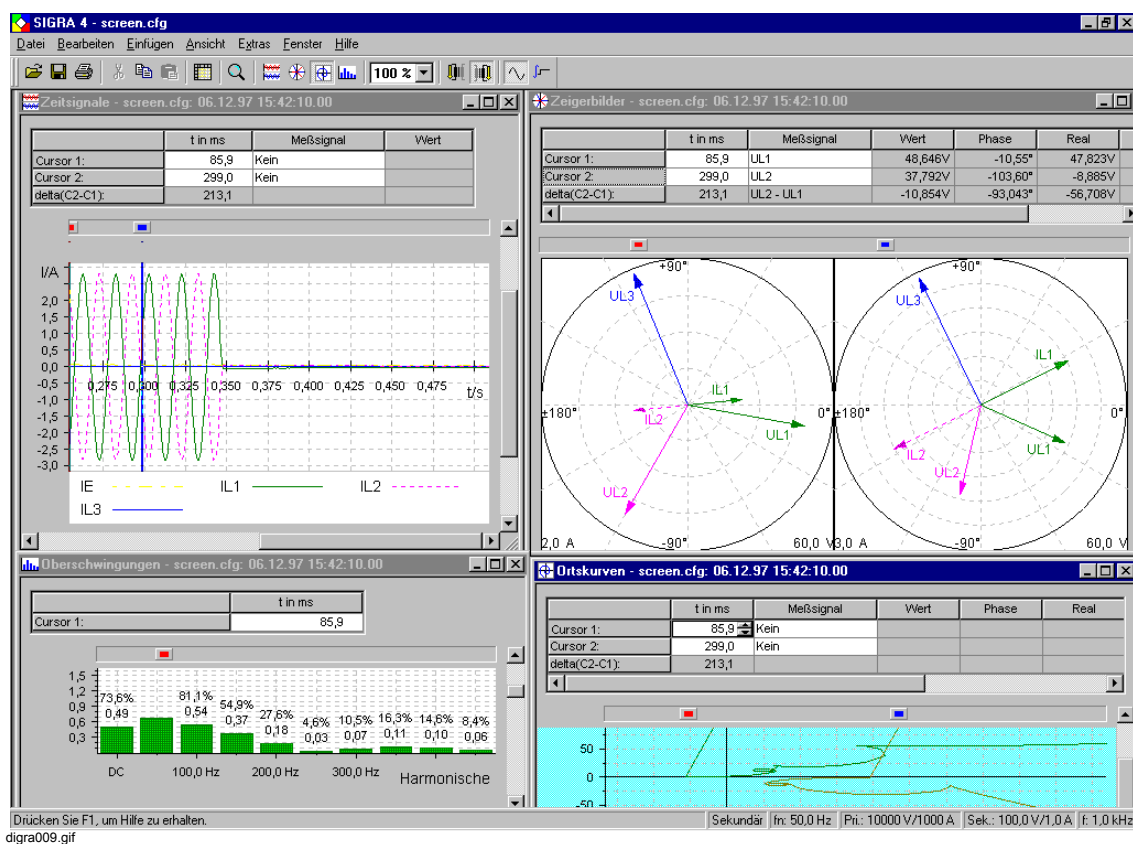 SIGRA 4 - screen.cfg
Datei Bearbeiten Einfügen Ansicht Extras Fenster Hilfe
100 %
Zeitsignale - screen.cfg: 06.12.97 15:42:10.00
t in ms Meßsignal Wert
Cursor 1: 85,9 Kein
Cursor 2: 299,0 Kein
delta(C2-C1): 213,1
I/A
2,0
1,5
1,0
0,5
0,0
-0,5
-1,0
-1,5
-2,0
-2,5
-3,0
0,275 0,300 0,325 0,350 0,375 0,400 0,425 0,450 0,475
t/s
IE IL1 IL2
IL3
Zeigerbilder - screen.cfg: 06.12.97 15:42:10.00
t in ms Meßsignal Wert Phase Real
Cursor 1: 85,9 UL1 48,646V -10,55° 47,823V
Cursor 2: 299,0 UL2 37,792V -103,60° -8,885V
delta(C2-C1): 213,1 UL2 - UL1 -10,854V -93,043° -56,708V
+90° +90°
UL3 UL3
IL1 IL1
±180° 0° ±180° 0°
IL2 UL1 IL2 UL1
UL2 UL2
2,0 A -90° 60,0 V 3,0 A -90° 60,0 V
Oberschwingungen - screen.cfg: 06.12.97 15:42:10.00
t in ms
Cursor 1: 85,9
1,5
1,2
0,9
0,6
0,3
73,6% 81,1% 54,9% 27,6% 4,6% 10,5% 16,3% 14,6% 8,4%
0,49 0,54 0,37 0,18 0,03 0,07 0,11 0,10 0,06
DC 100,0 Hz 200,0 Hz 300,0 Hz Harmonische
Ortskurven - screen.cfg: 06.12.97 15:42:10.00
t in ms Meßsignal Wert Phase Real
Cursor 1: 85,9 Kein
Cursor 2: 299,0 Kein
delta(C2-C1): 213,1
50
0
-50
Drücken Sie F1, um Hilfe zu erhalten.
Sekundär fn: 50,0 Hz Pri.: 10000 V/1000 A Sek.: 100,0 V/1,0 A f: 1,0 kHz
digra009.gif